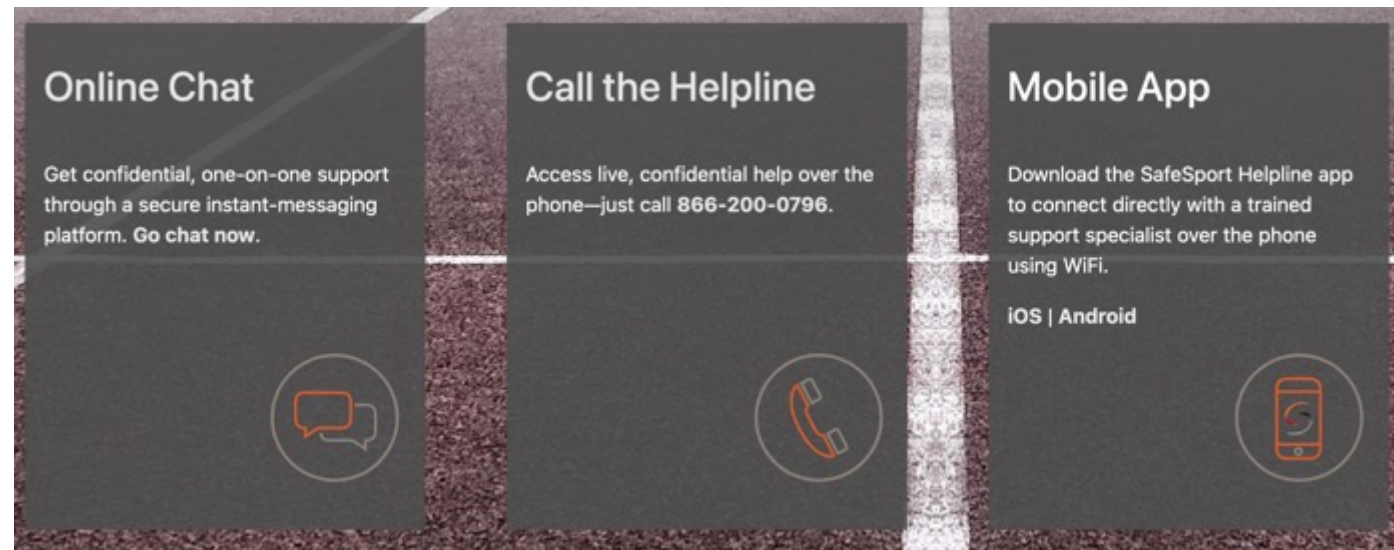 Online Chat
Get confidential, one-on-one support
through a secure instant-messaging
platform. Go chat now.
Call the Helpline
Access live, confidential help over the
phone—just call 866-200-0796.
Mobile App
Download the SafeSport Helpline app
to connect directly with a trained
support specialist over the phone
using WiFi.
iOS | Android